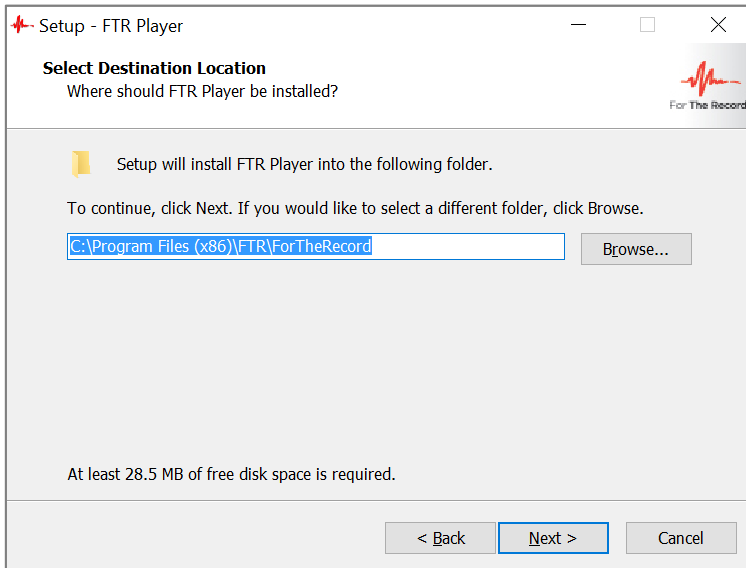 Setup - FTR Player
Select Destination Location
Where should FTR Player be installed?
For The Record
Setup will install FTR Player into the following folder.
To continue, click Next. If you would like to select a different folder, click Browse.
C:\Program Files (x86)\FTR\ForTheRecord
Browse...
At least 28.5 MB of free disk space is required.
< Back Next > Cancel